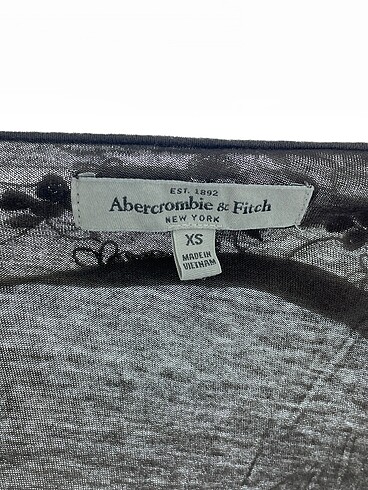 EST. 1892
Abercrombie & Fitch
NEW YORK
XS
MADE IN
VIETNAM